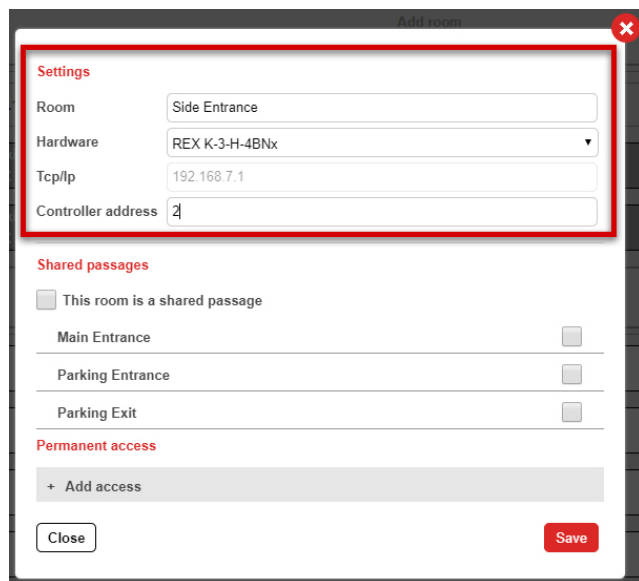 Add room
Settings
Room Side Entrance
Hardware REX K-3-H-4BNx
Tcp/Ip 192.168.7.1
Controller address 2
Shared passages
This room is a shared passage
Main Entrance
Parking Entrance
Parking Exit
Permanent access
+ Add access
Close Save